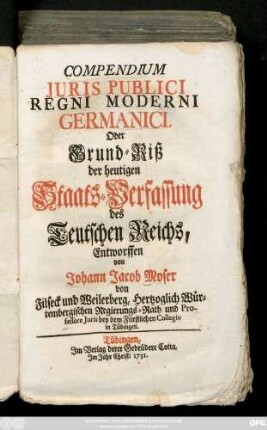 COMPENDIUM
JURIS PUBLICI
REGNI MODERNI
GERMANICI.
Oder
Grund-Riß
der heutigen
Staats-Verfassung
des
Teutschen Reichs,
Entworffen
von
Johann Jacob Moser
von
Filseck und Weilerberg, Hertzoglich Wür-
tembergischen Regierungs-Rath und Pro-
fessore Juris bey dem Fürstlichen Collegio
in Tübingen.
Tübingen,
Im Verlag derer Gebrüdere Cotta,
Im Jahr Christi 1731.